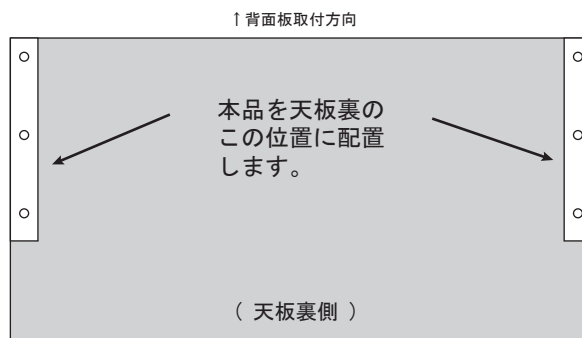 ↑背面板取付方向
本品を天板裏の
この位置に配置
します。
( 天板裏側 )